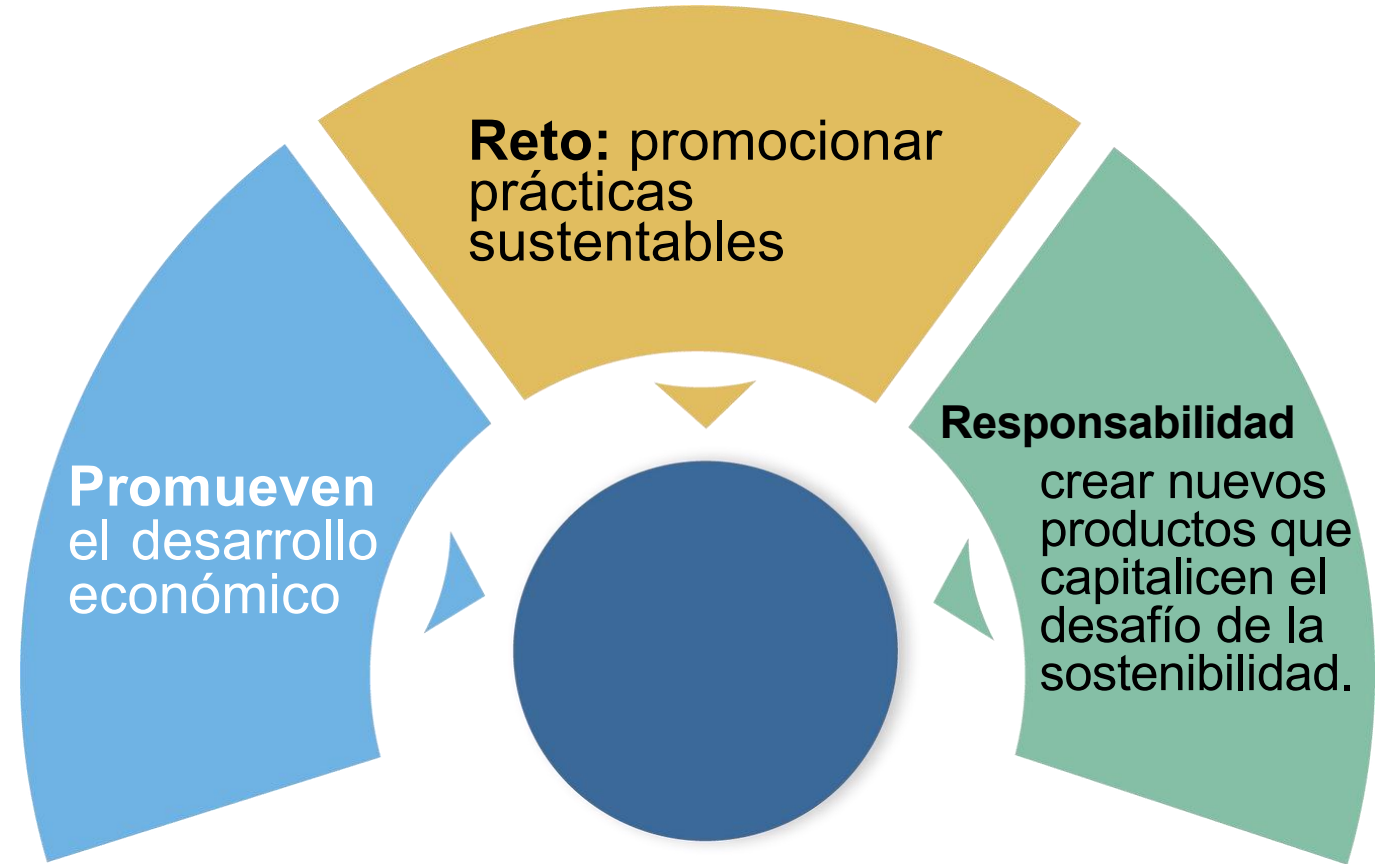 Promueven
el desarrollo
económico
Reto: promocionar
prácticas
sustentables
Responsabilidad
crear nuevos
productos que
capitalicen el
desafío de la
sostenibilidad.